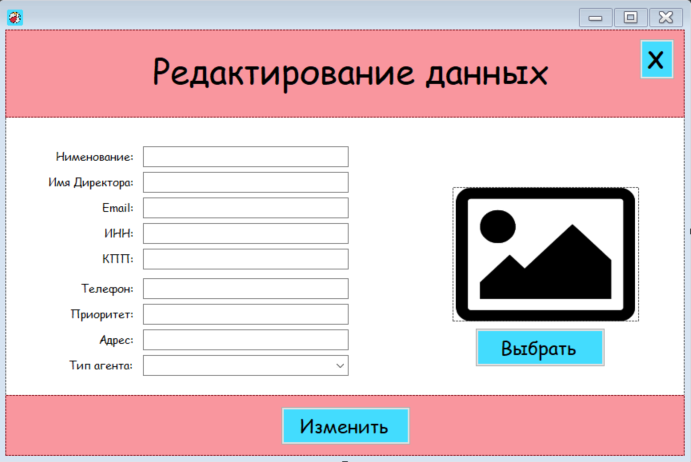 Редактирование данных
X
Нименование:
Имя Директора:
Email:
ИНН:
КПП:
Телефон:
Приоритет:
Адрес:
Тип агента:
Выбрать
Изменить